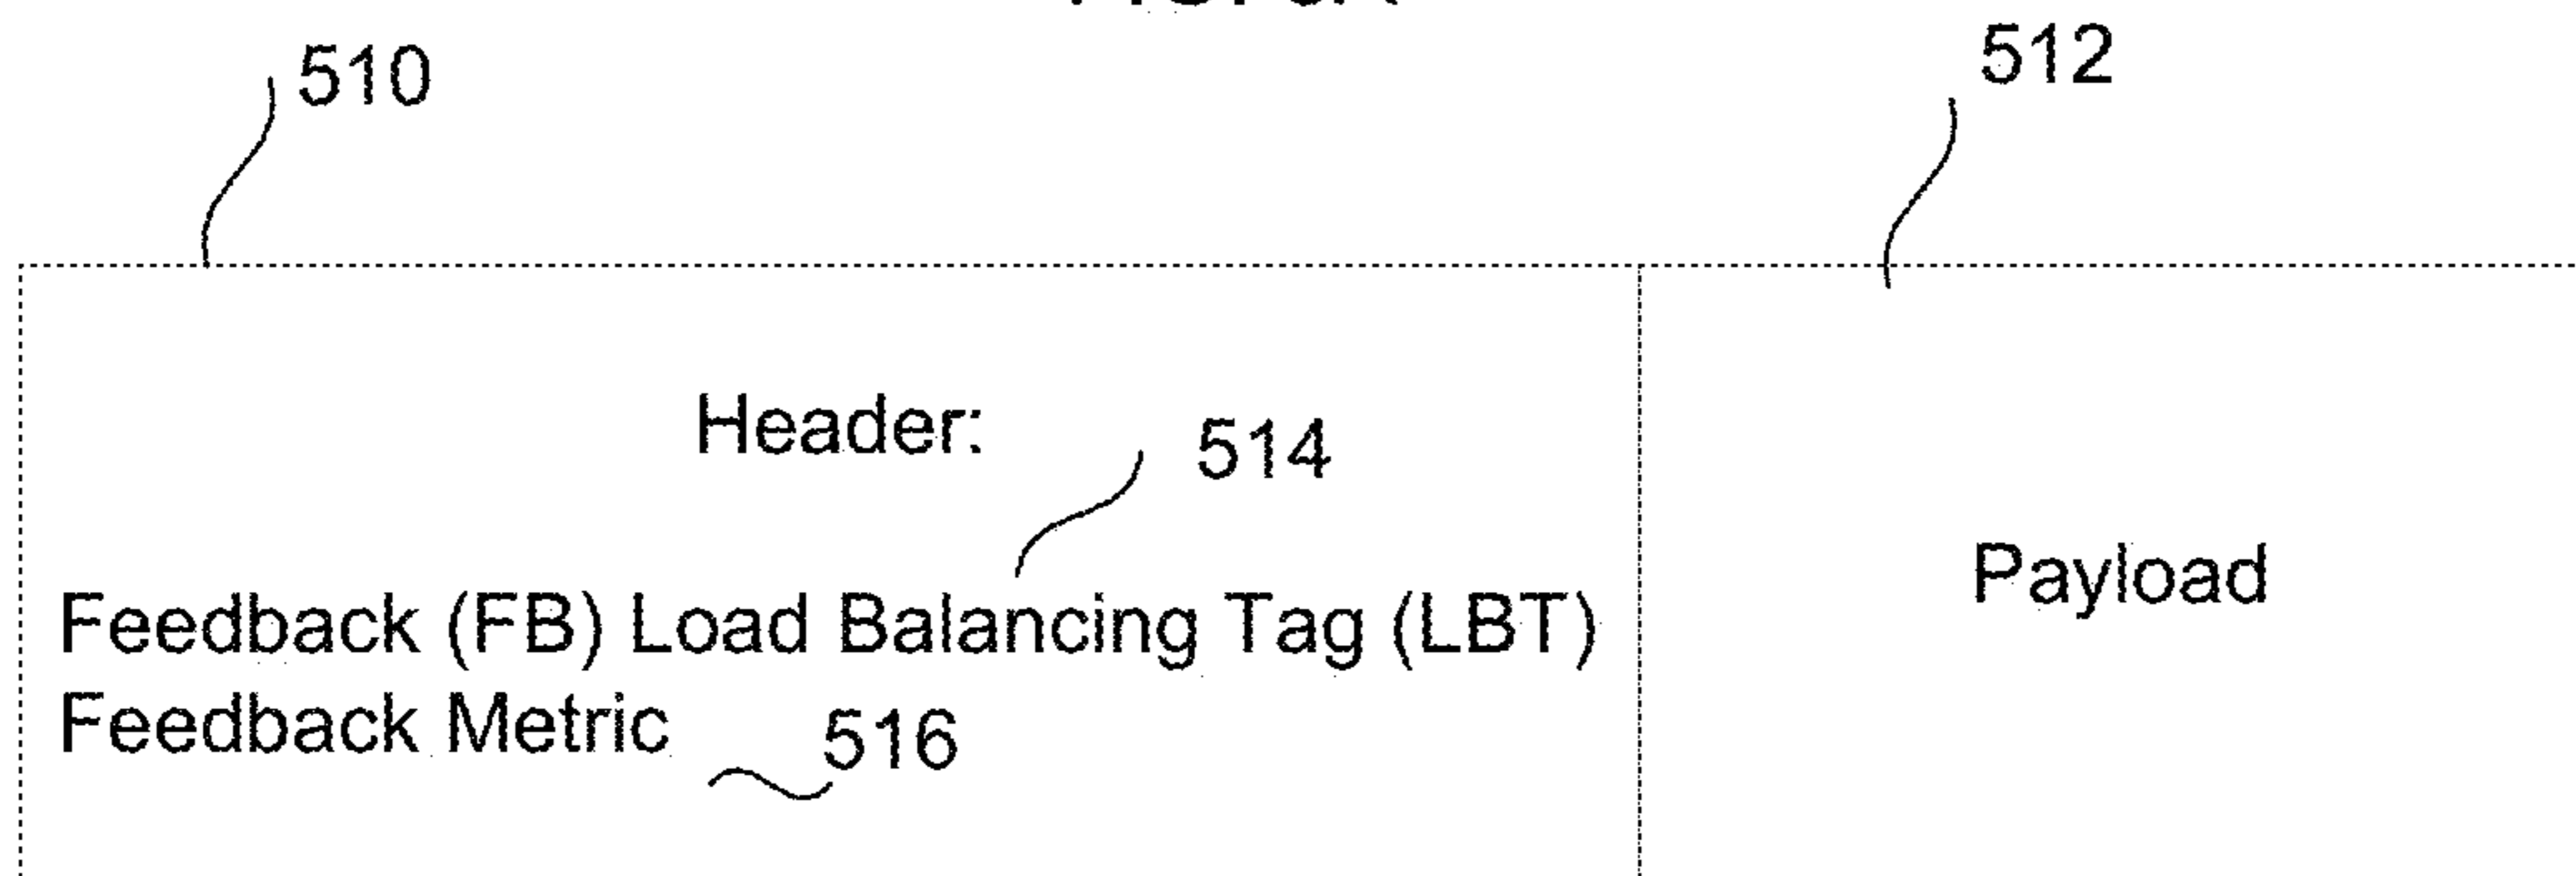 510
512
Header:
514
Feedback (FB) Load Balancing Tag (LBT)
Payload
Feedback Metric
516